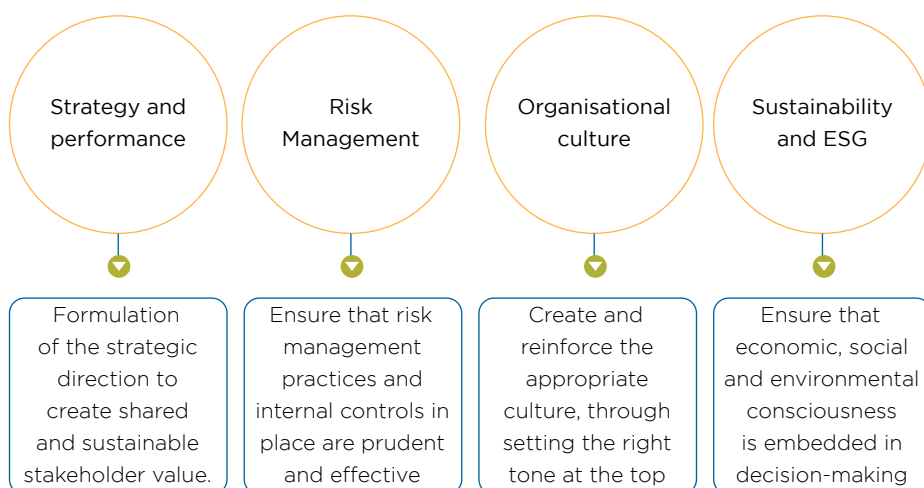 Strategy and
performance
Risk
Management
Organisational
culture
Sustainability
and ESG
Formulation
of the strategic
direction to
create shared
and sustainable
stakeholder value.
Ensure that risk
management
practices and
internal controls in
place are prudent
and effective
Create and
reinforce the
appropriate
culture, through
setting the right
tone at the top
Ensure that
economic, social
and environmental
consciousness
is embedded in
decision-making